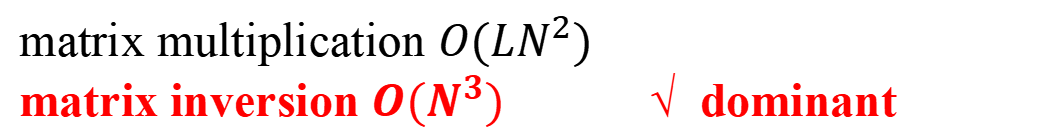 matrix multiplication O(LN²)
matrix inversion O(N³) √ dominant